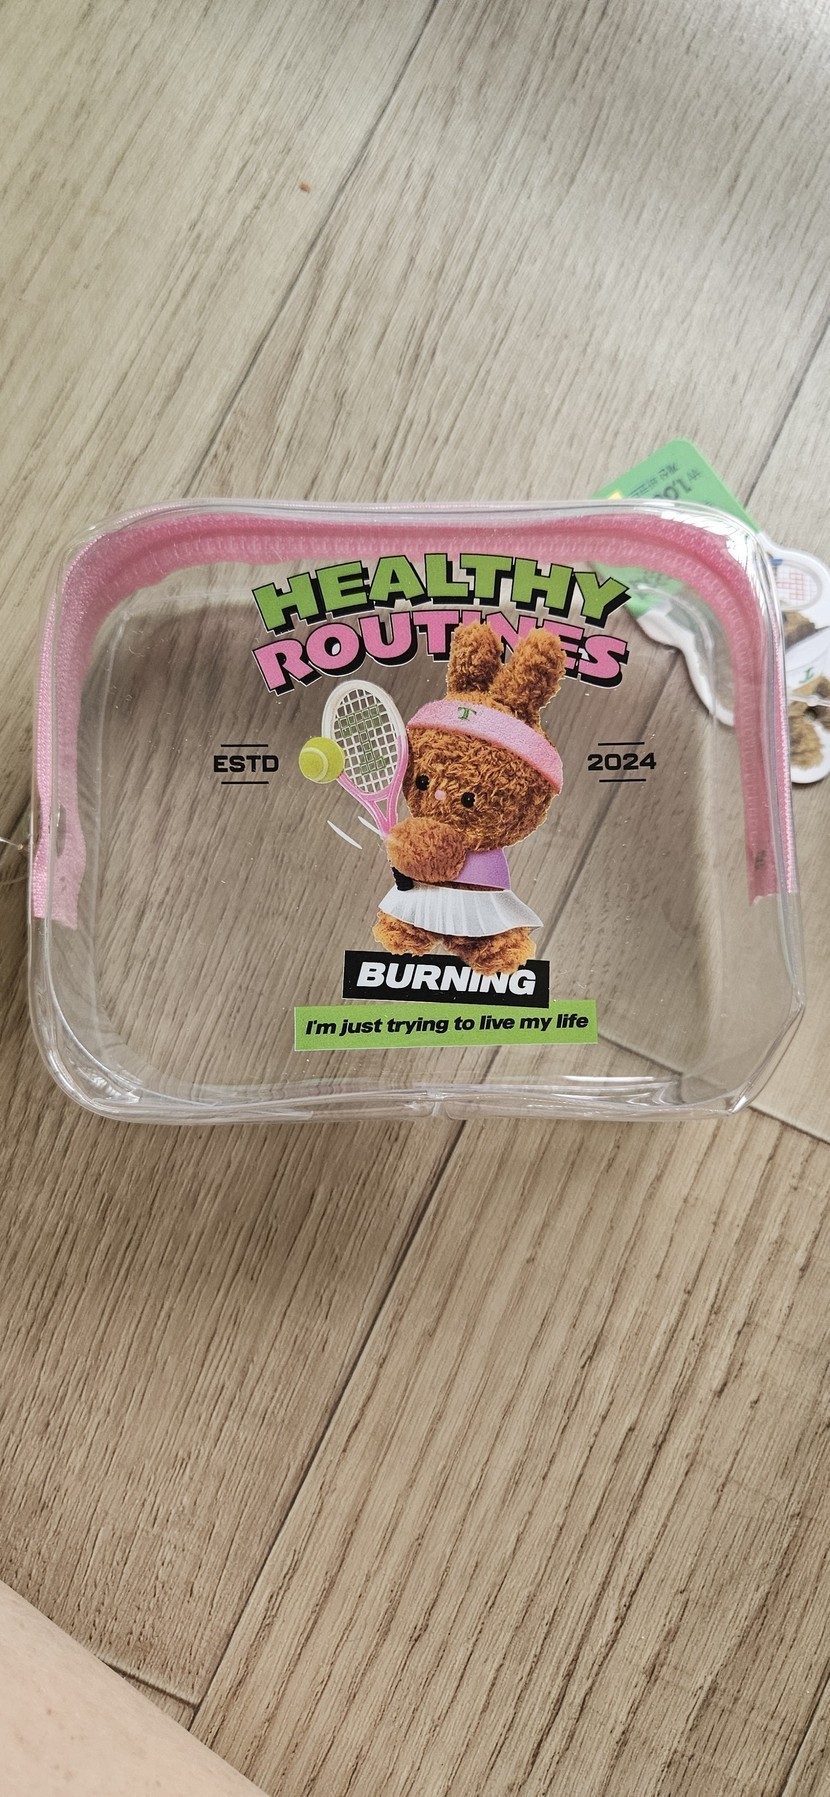 HEALTHY
ROUTINES
ESTD
2024
T
BURNING
I'm just trying to live my life